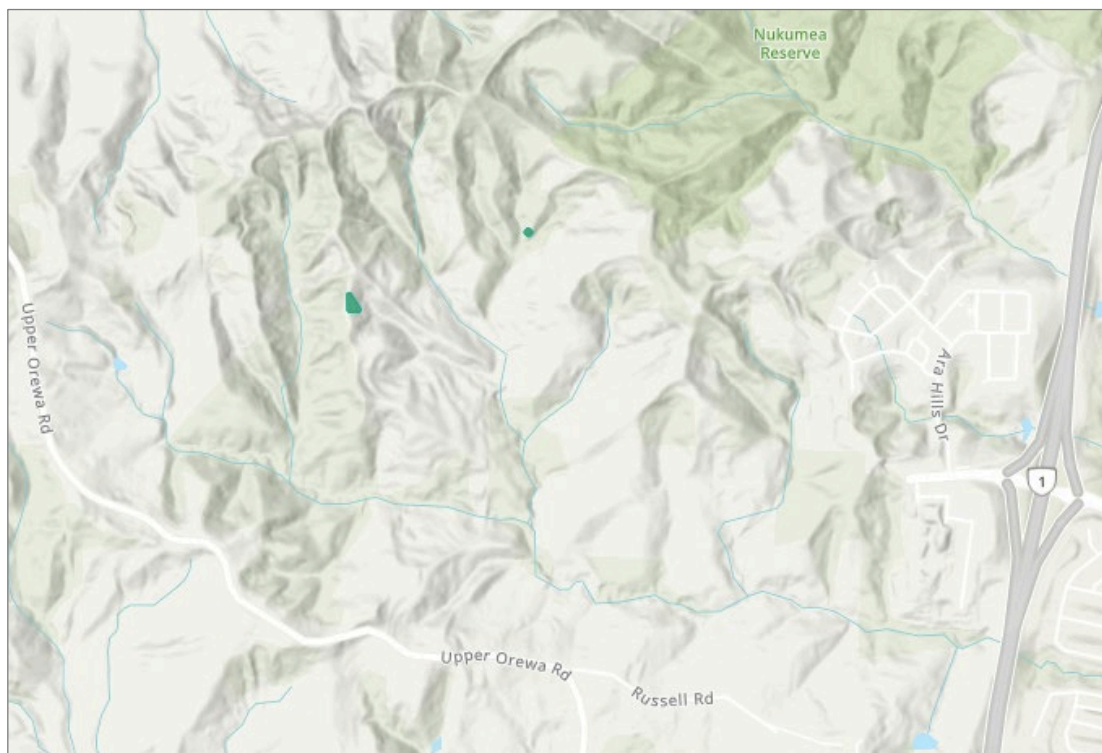 Nukumea
Reserve
Upper Orewa Rd
Ara Hills Dr
1
Upper Orewa Rd
Russell Rd